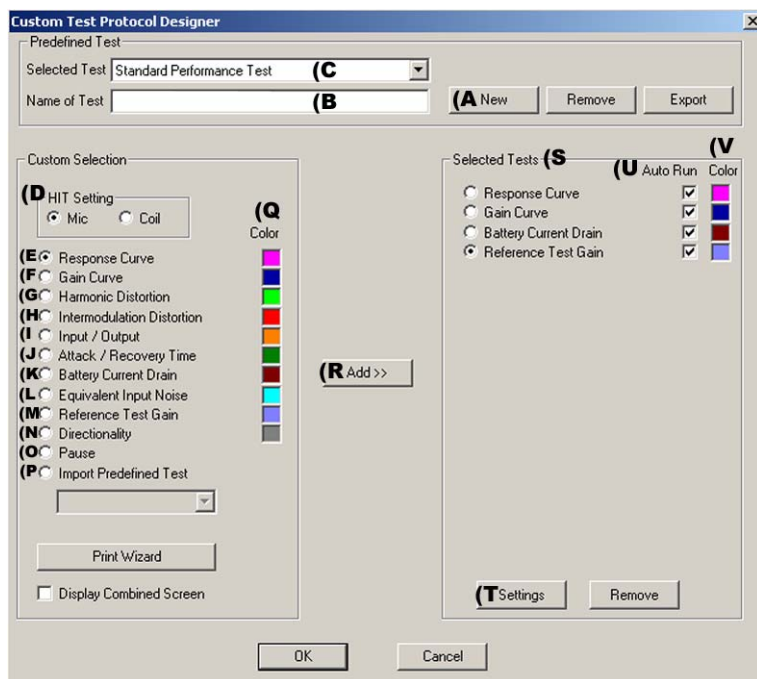 Custom Test Protocol Designer
Predefined Test
Selected Test Standard Performance Test (C
Name of Test (B (A New Remove Export
Custom Selection
(D HIT Setting
Mic Coil
(Q
Color
(E Response Curve
(F Gain Curve
(G Harmonic Distortion
(H Intermodulation Distortion
(I Input / Output
(J Attack / Recovery Time
(K Battery Current Drain
(L Equivalent Input Noise
(M Reference Test Gain
(N Directionality
(O Pause
(P Import Predefined Test
Print Wizard
Display Combined Screen
(R Add >>
Selected Tests (S
(U Auto Run (V Color
Response Curve
Gain Curve
Battery Current Drain
Reference Test Gain
(T Settings Remove
OK Cancel